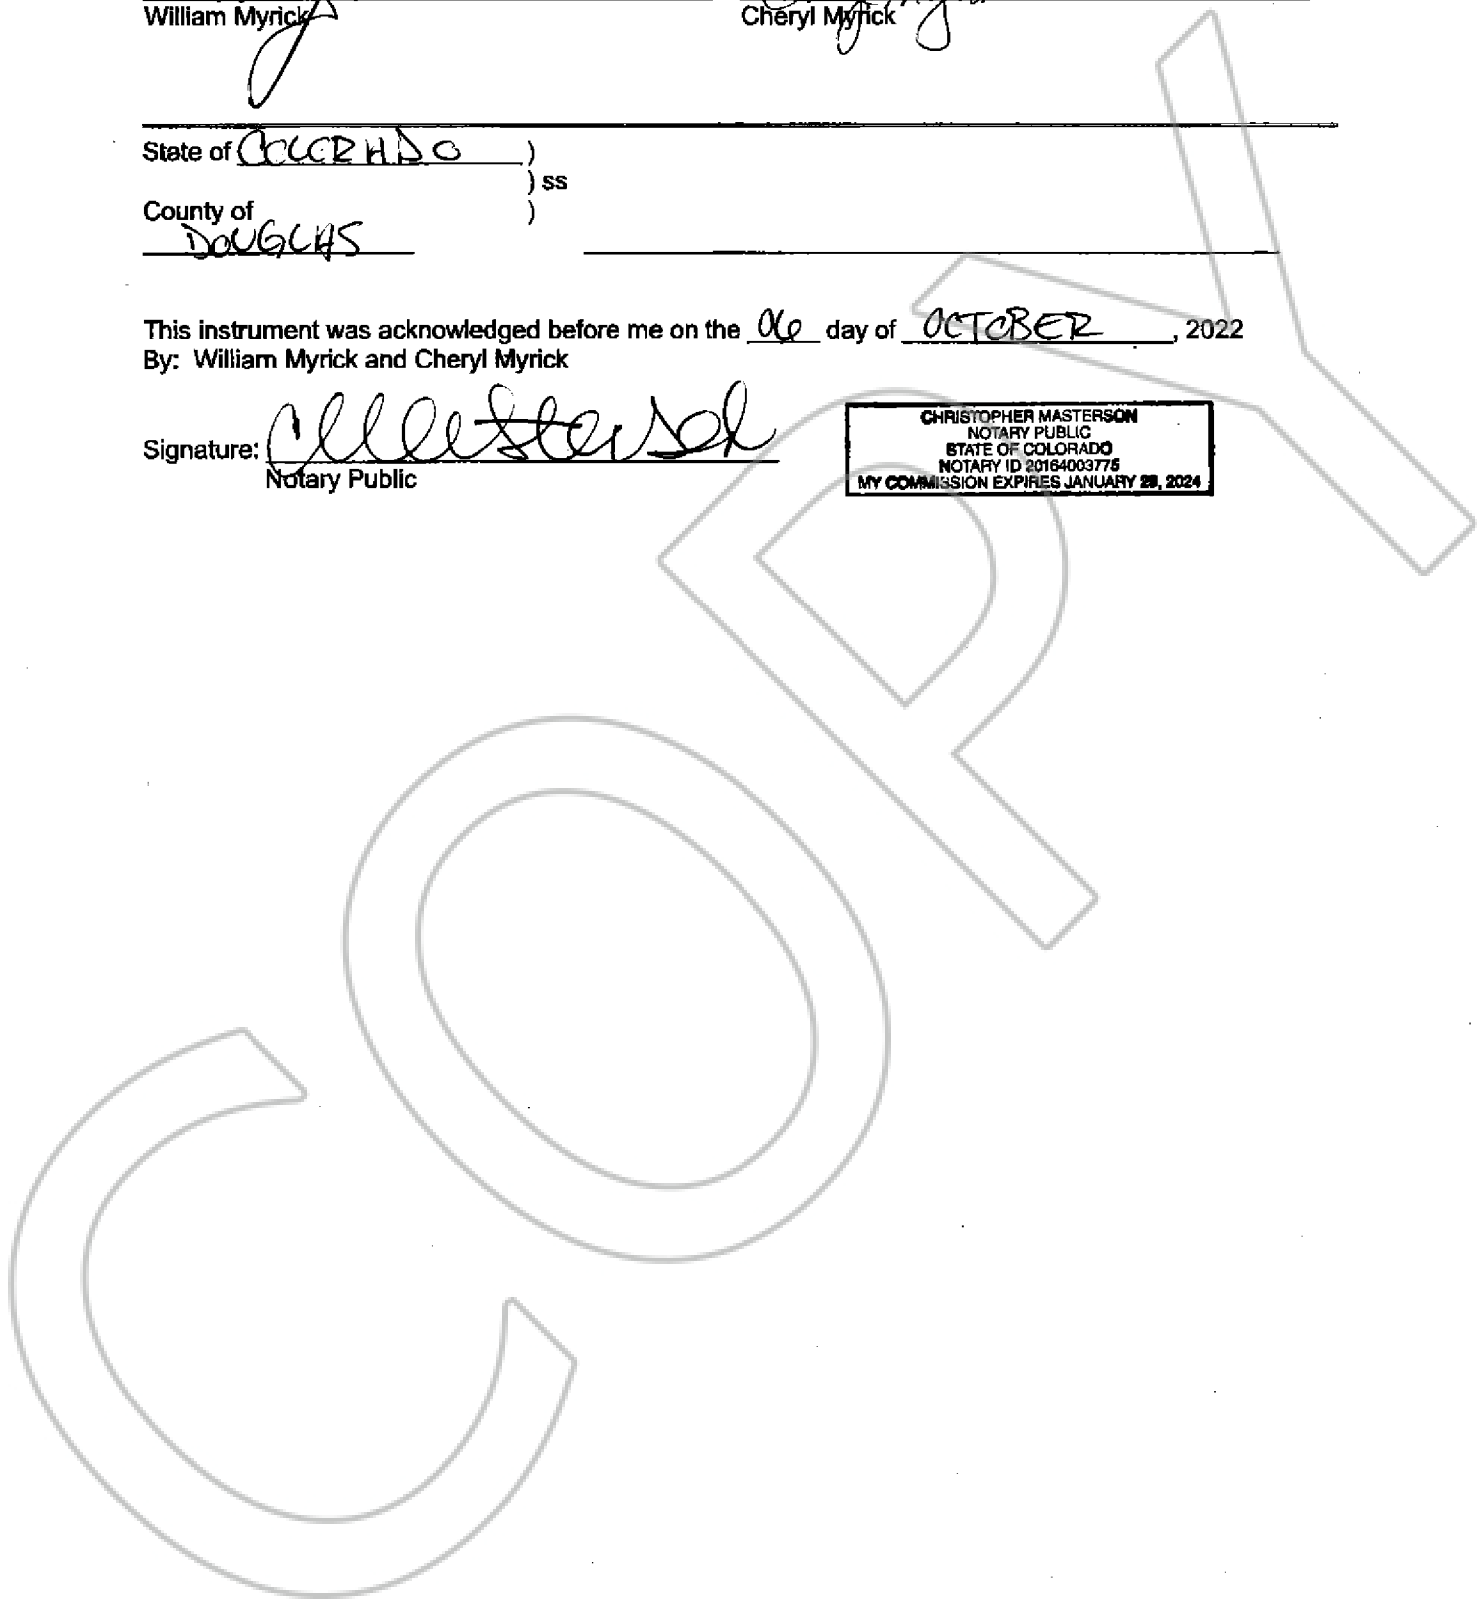 William Myrick Cheryl Myrick
State of COLORADO )
) ss
County of )
DOUGLAS
This instrument was acknowledged before me on the 06 day of OCTOBER, 2022
By: William Myrick and Cheryl Myrick
Signature: CMasterson
Notary Public
CHRISTOPHER MASTERSON
NOTARY PUBLIC
STATE OF COLORADO
NOTARY ID 20164003775
MY COMMISSION EXPIRES JANUARY 28, 2024
COPY